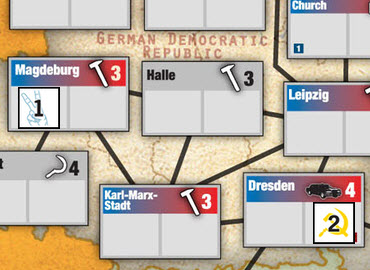 Church
1
GERMAN DEMOCRATIC
REPUBLIC
Magdeburg 3
1
Halle 3
Leipzig
4
Karl-Marx-
Stadt 3
Dresden 4
2